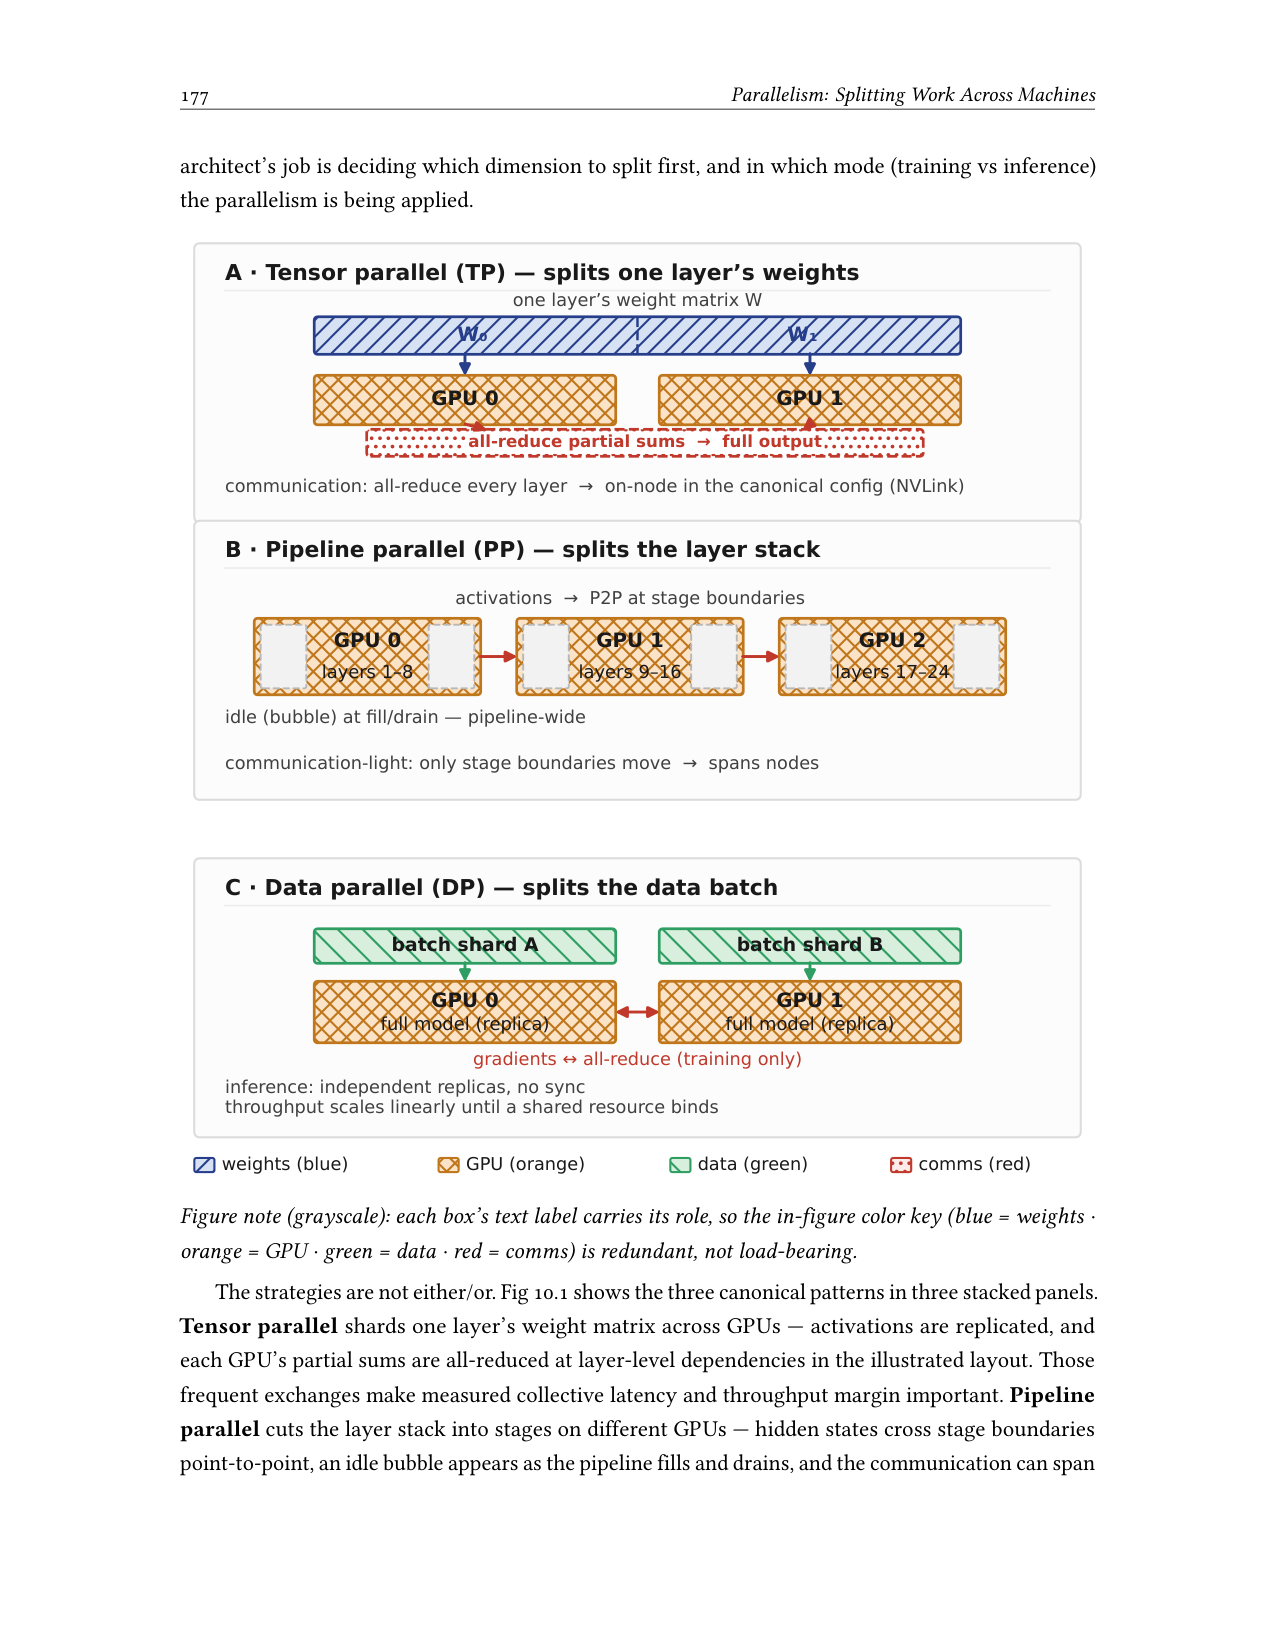 177 Parallelism: Splitting Work Across Machines
architect’s job is deciding which dimension to split first, and in which mode (training vs inference)
the parallelism is being applied.
A · Tensor parallel (TP) — splits one layer’s weights
one layer’s weight matrix W
W₀ W₁
GPU 0 GPU 1
all-reduce partial sums → full output
communication: all-reduce every layer → on-node in the canonical config (NVLink)
B · Pipeline parallel (PP) — splits the layer stack
activations → P2P at stage boundaries
GPU 0 GPU 1 GPU 2
layers 1–8 layers 9–16 layers 17–24
idle (bubble) at fill/drain — pipeline-wide
communication-light: only stage boundaries move → spans nodes
C · Data parallel (DP) — splits the data batch
batch shard A batch shard B
GPU 0 GPU 1
full model (replica) full model (replica)
gradients ↔ all-reduce (training only)
inference: independent replicas, no sync
throughput scales linearly until a shared resource binds
weights (blue) GPU (orange) data (green) comms (red)
Figure note (grayscale): each box’s text label carries its role, so the in-figure color key (blue = weights ·
orange = GPU · green = data · red = comms) is redundant, not load-bearing.
The strategies are not either/or. Fig 10.1 shows the three canonical patterns in three stacked panels.
Tensor parallel shards one layer’s weight matrix across GPUs — activations are replicated, and
each GPU’s partial sums are all-reduced at layer-level dependencies in the illustrated layout. Those
frequent exchanges make measured collective latency and throughput margin important. Pipeline
parallel cuts the layer stack into stages on different GPUs — hidden states cross stage boundaries
point-to-point, an idle bubble appears as the pipeline fills and drains, and the communication can span